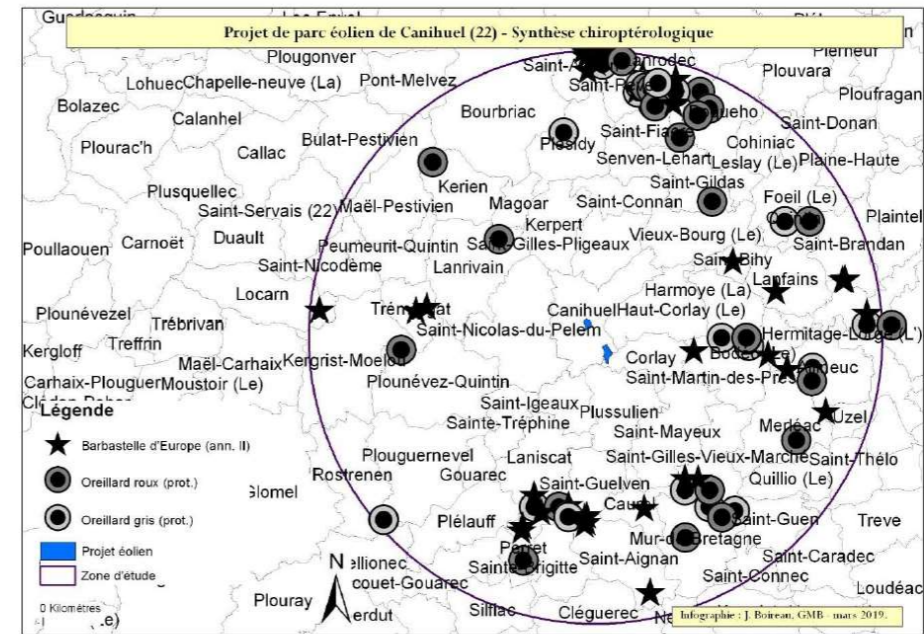 Projet de parc éolien de Canihuel (22) - Synthèse chiroptérologique
Plougonver
Lohuec
Chapelle-neuve (La)
Pont-Melvez
Plouvara
Ploufragan
Bolazec
Bourbriac
Calanhel
Saint-Donan
Plourac'h
Bulat-Pestivien
Callac
Saint-Fiacre
Cohiniac
Senven-Lehart
Leslay (Le)
Plaine-Haute
Plusquellec
Kerien
Saint-Gildas
Saint-Servais (22)
Maël-Pestivien
Magoar
Saint-Connan
Foeil (Le)
Plaintel
Poullaouen
Carnoët
Duault
Peumeurit-Quintin
Kerpert
Saint-Gilles-Pligeaux
Vieux-Bourg (Le)
Saint-Brandan
Saint-Nicodème
Lanrivain
Saint-Bihy
Lanfains
Locarn
Harmoye (La)
Plounévezel
Trébrivan
Canihuel
Haut-Corlay (Le)
Saint-Nicolas-du-Pelem
Hermitage-Lorge (L')
Treffrin
Kergloff
Maël-Carhaix
Kergrist-Moelou
Corlay
Carhaix-Plouguer
Moustoir (Le)
Plounévez-Quintin
Saint-Martin-des-Prés
Saint-Igeaux
Plussulien
Uzel
Sainte-Tréphine
Saint-Mayeux
Merléac
Plouguernevel
Laniscat
Saint-Gilles-Vieux-Marché
Saint-Thélo
Rostrenen
Gouarec
Saint-Guelven
Quillio (Le)
Caurel
Plélauff
Saint-Guen
Treve
Perret
Mur-de-Bretagne
Sainte-Brigitte
Saint-Aignan
Saint-Caradec
Saint-Connec
Loudéac
Plouray
Silfiac
Cléguerec
Légende
Barbastelle d'Europe (ann. II)
Oreillard roux (prot.)
Oreillard gris (prot.)
Projet éolien
Zone d'étude
N
0 Kilomètres
Infographie : J. Boireau, GMB - mars 2019.